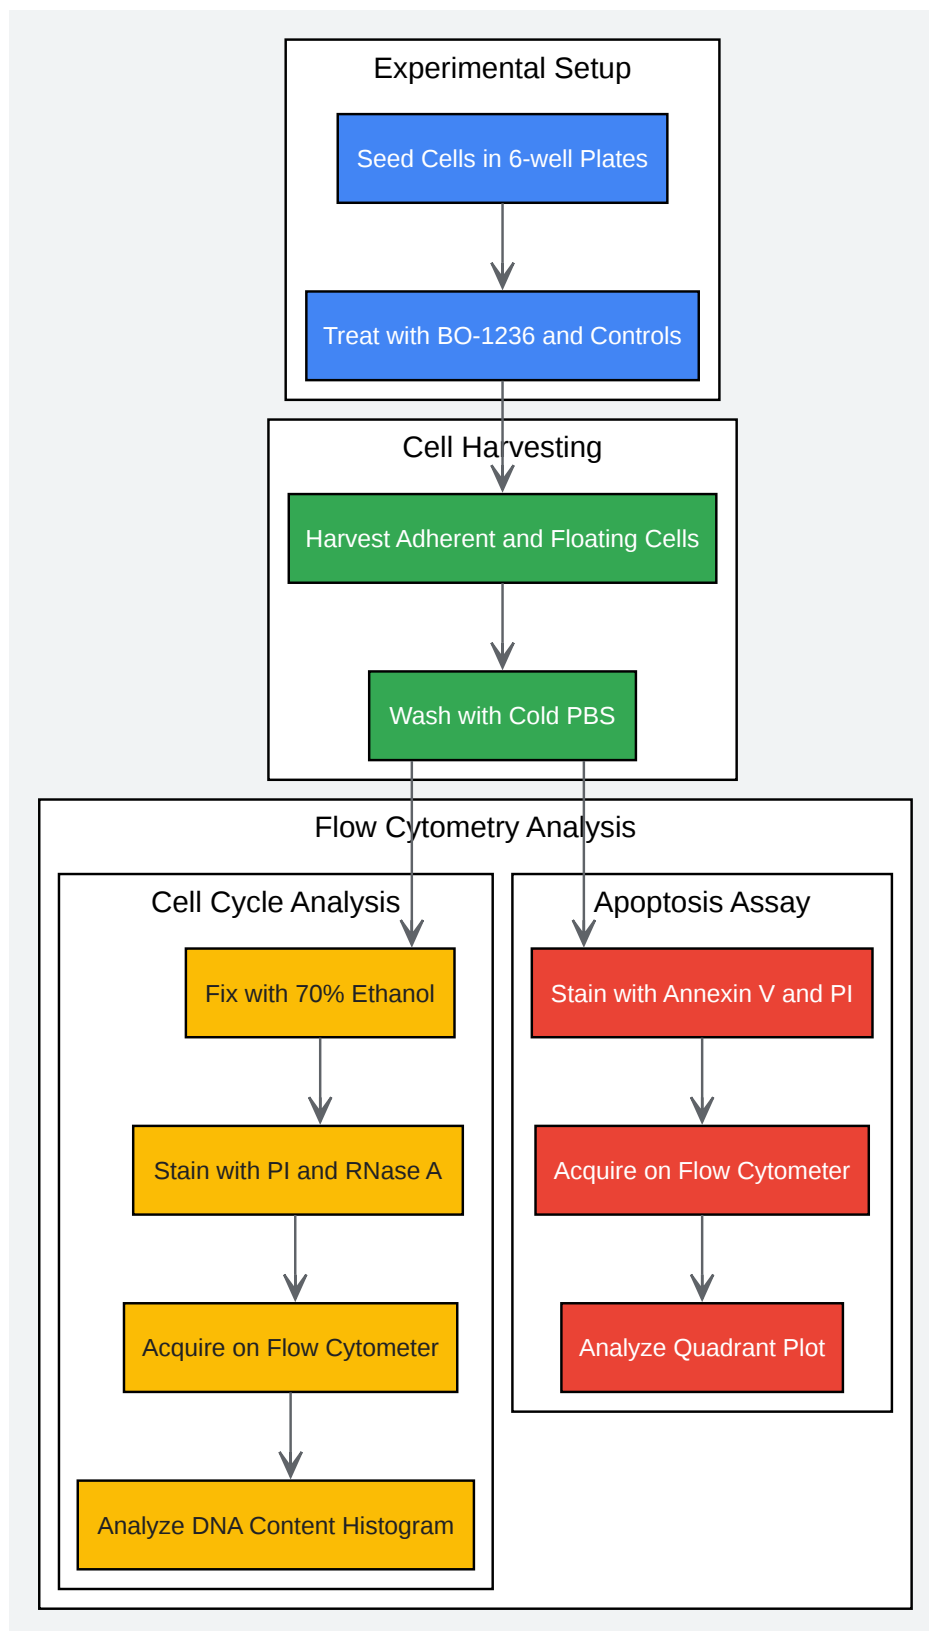 Experimental Setup
Seed Cells in 6-well Plates
Treat with BO-1236 and Controls
Cell Harvesting
Harvest Adherent and Floating Cells
Wash with Cold PBS
Flow Cytometry Analysis
Cell Cycle Analysis
Fix with 70% Ethanol
Stain with PI and RNase A
Acquire on Flow Cytometer
Analyze DNA Content Histogram
Apoptosis Assay
Stain with Annexin V and PI
Acquire on Flow Cytometer
Analyze Quadrant Plot